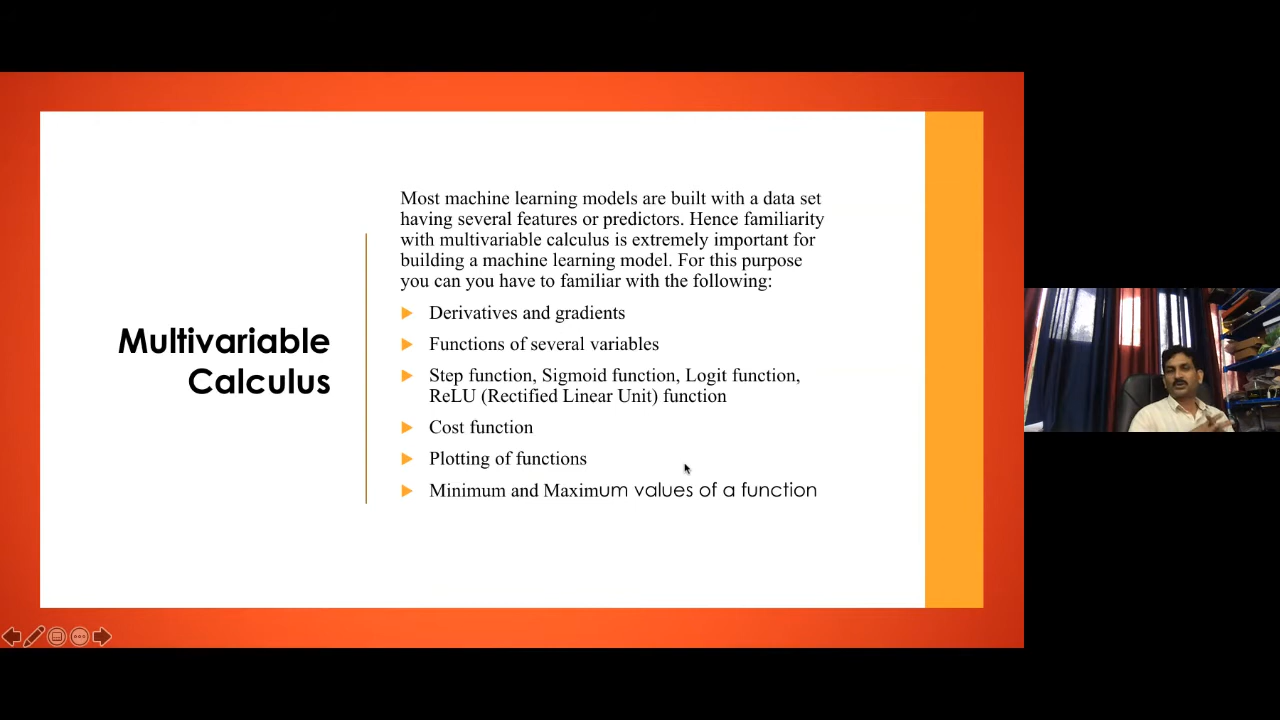 Multivariable
Calculus
Most machine learning models are built with a data set
having several features or predictors. Hence familiarity
with multivariable calculus is extremely important for
building a machine learning model. For this purpose
you can you have to familiar with the following:
Derivatives and gradients
Functions of several variables
Step function, Sigmoid function, Logit function,
ReLU (Rectified Linear Unit) function
Cost function
Plotting of functions
Minimum and Maximum values of a function